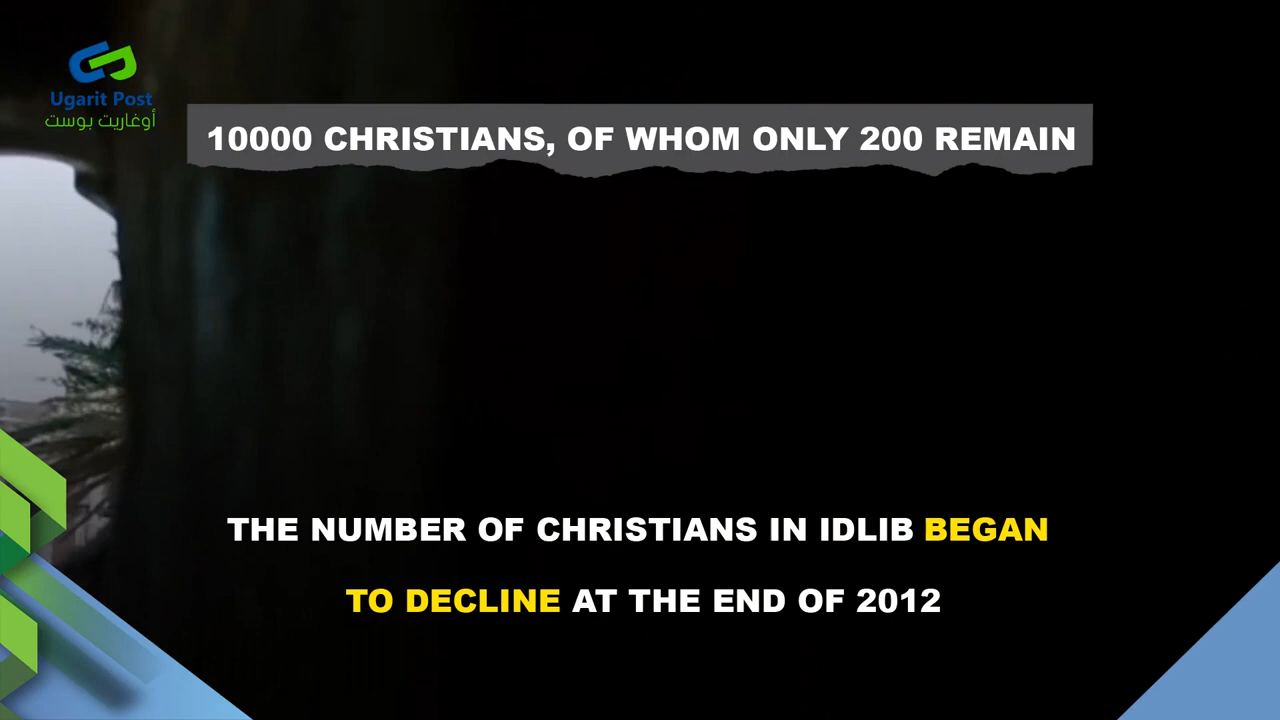 Ugarit Post
أوغاريت بوست
10000 CHRISTIANS, OF WHOM ONLY 200 REMAIN
THE NUMBER OF CHRISTIANS IN IDLIB BEGAN
TO DECLINE AT THE END OF 2012